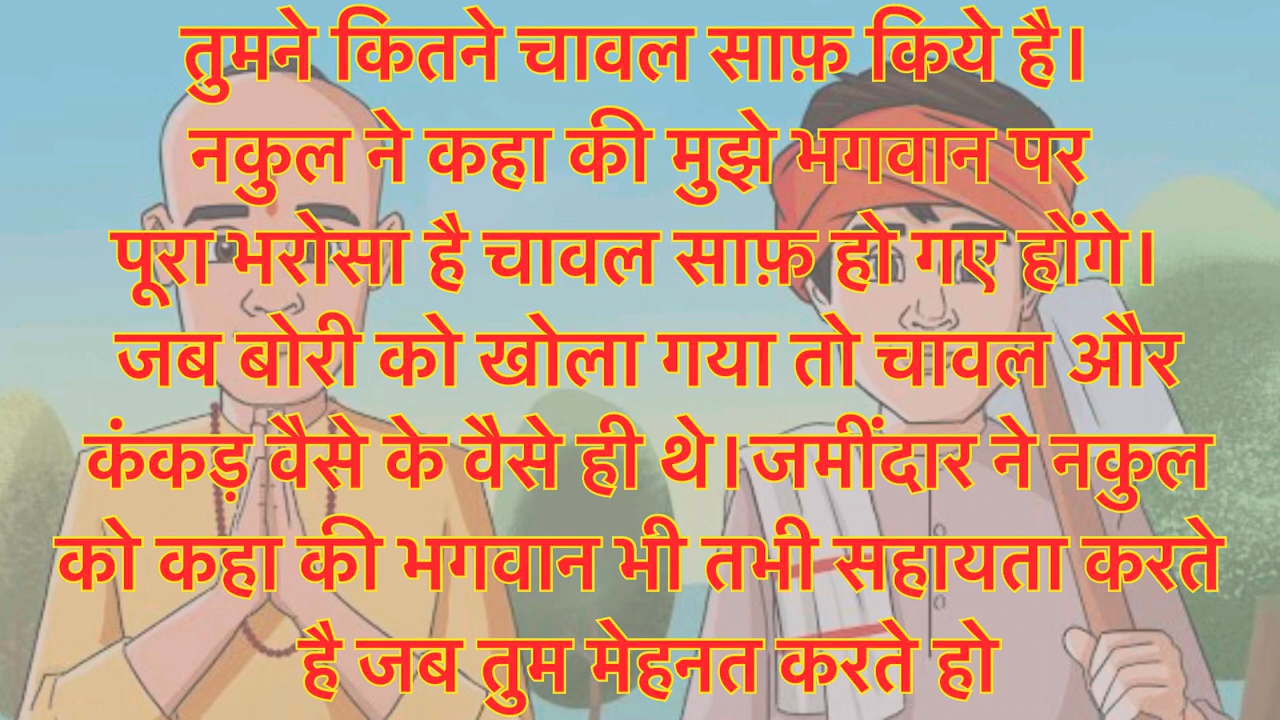 तुमने कितने चावल साफ़ किये है।
नकुल ने कहा की मुझे भगवान पर
पूरा भरोसा है चावल साफ़ हो गए होंगे।
जब बोरी को खोला गया तो चावल और
कंकड़ वैसे के वैसे ही थे।जमींदार ने नकुल
को कहा की भगवान भी तभी सहायता करते
है जब तुम मेहनत करते हो